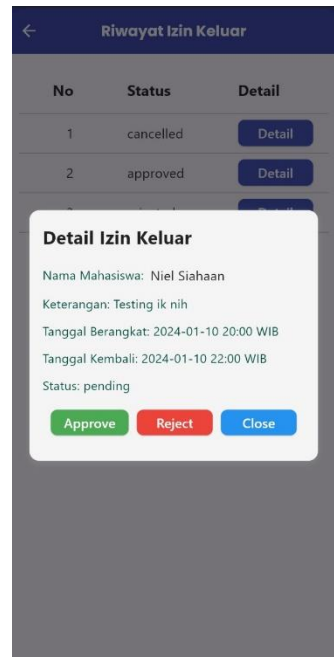 Riwayat Izin Keluar
No Status Detail
1 cancelled Detail
2 approved Detail
Detail Izin Keluar
Nama Mahasiswa: Niel Siahaan
Keterangan: Testing ik nih
Tanggal Berangkat: 2024-01-10 20:00 WIB
Tanggal Kembali: 2024-01-10 22:00 WIB
Status: pending
Approve Reject Close